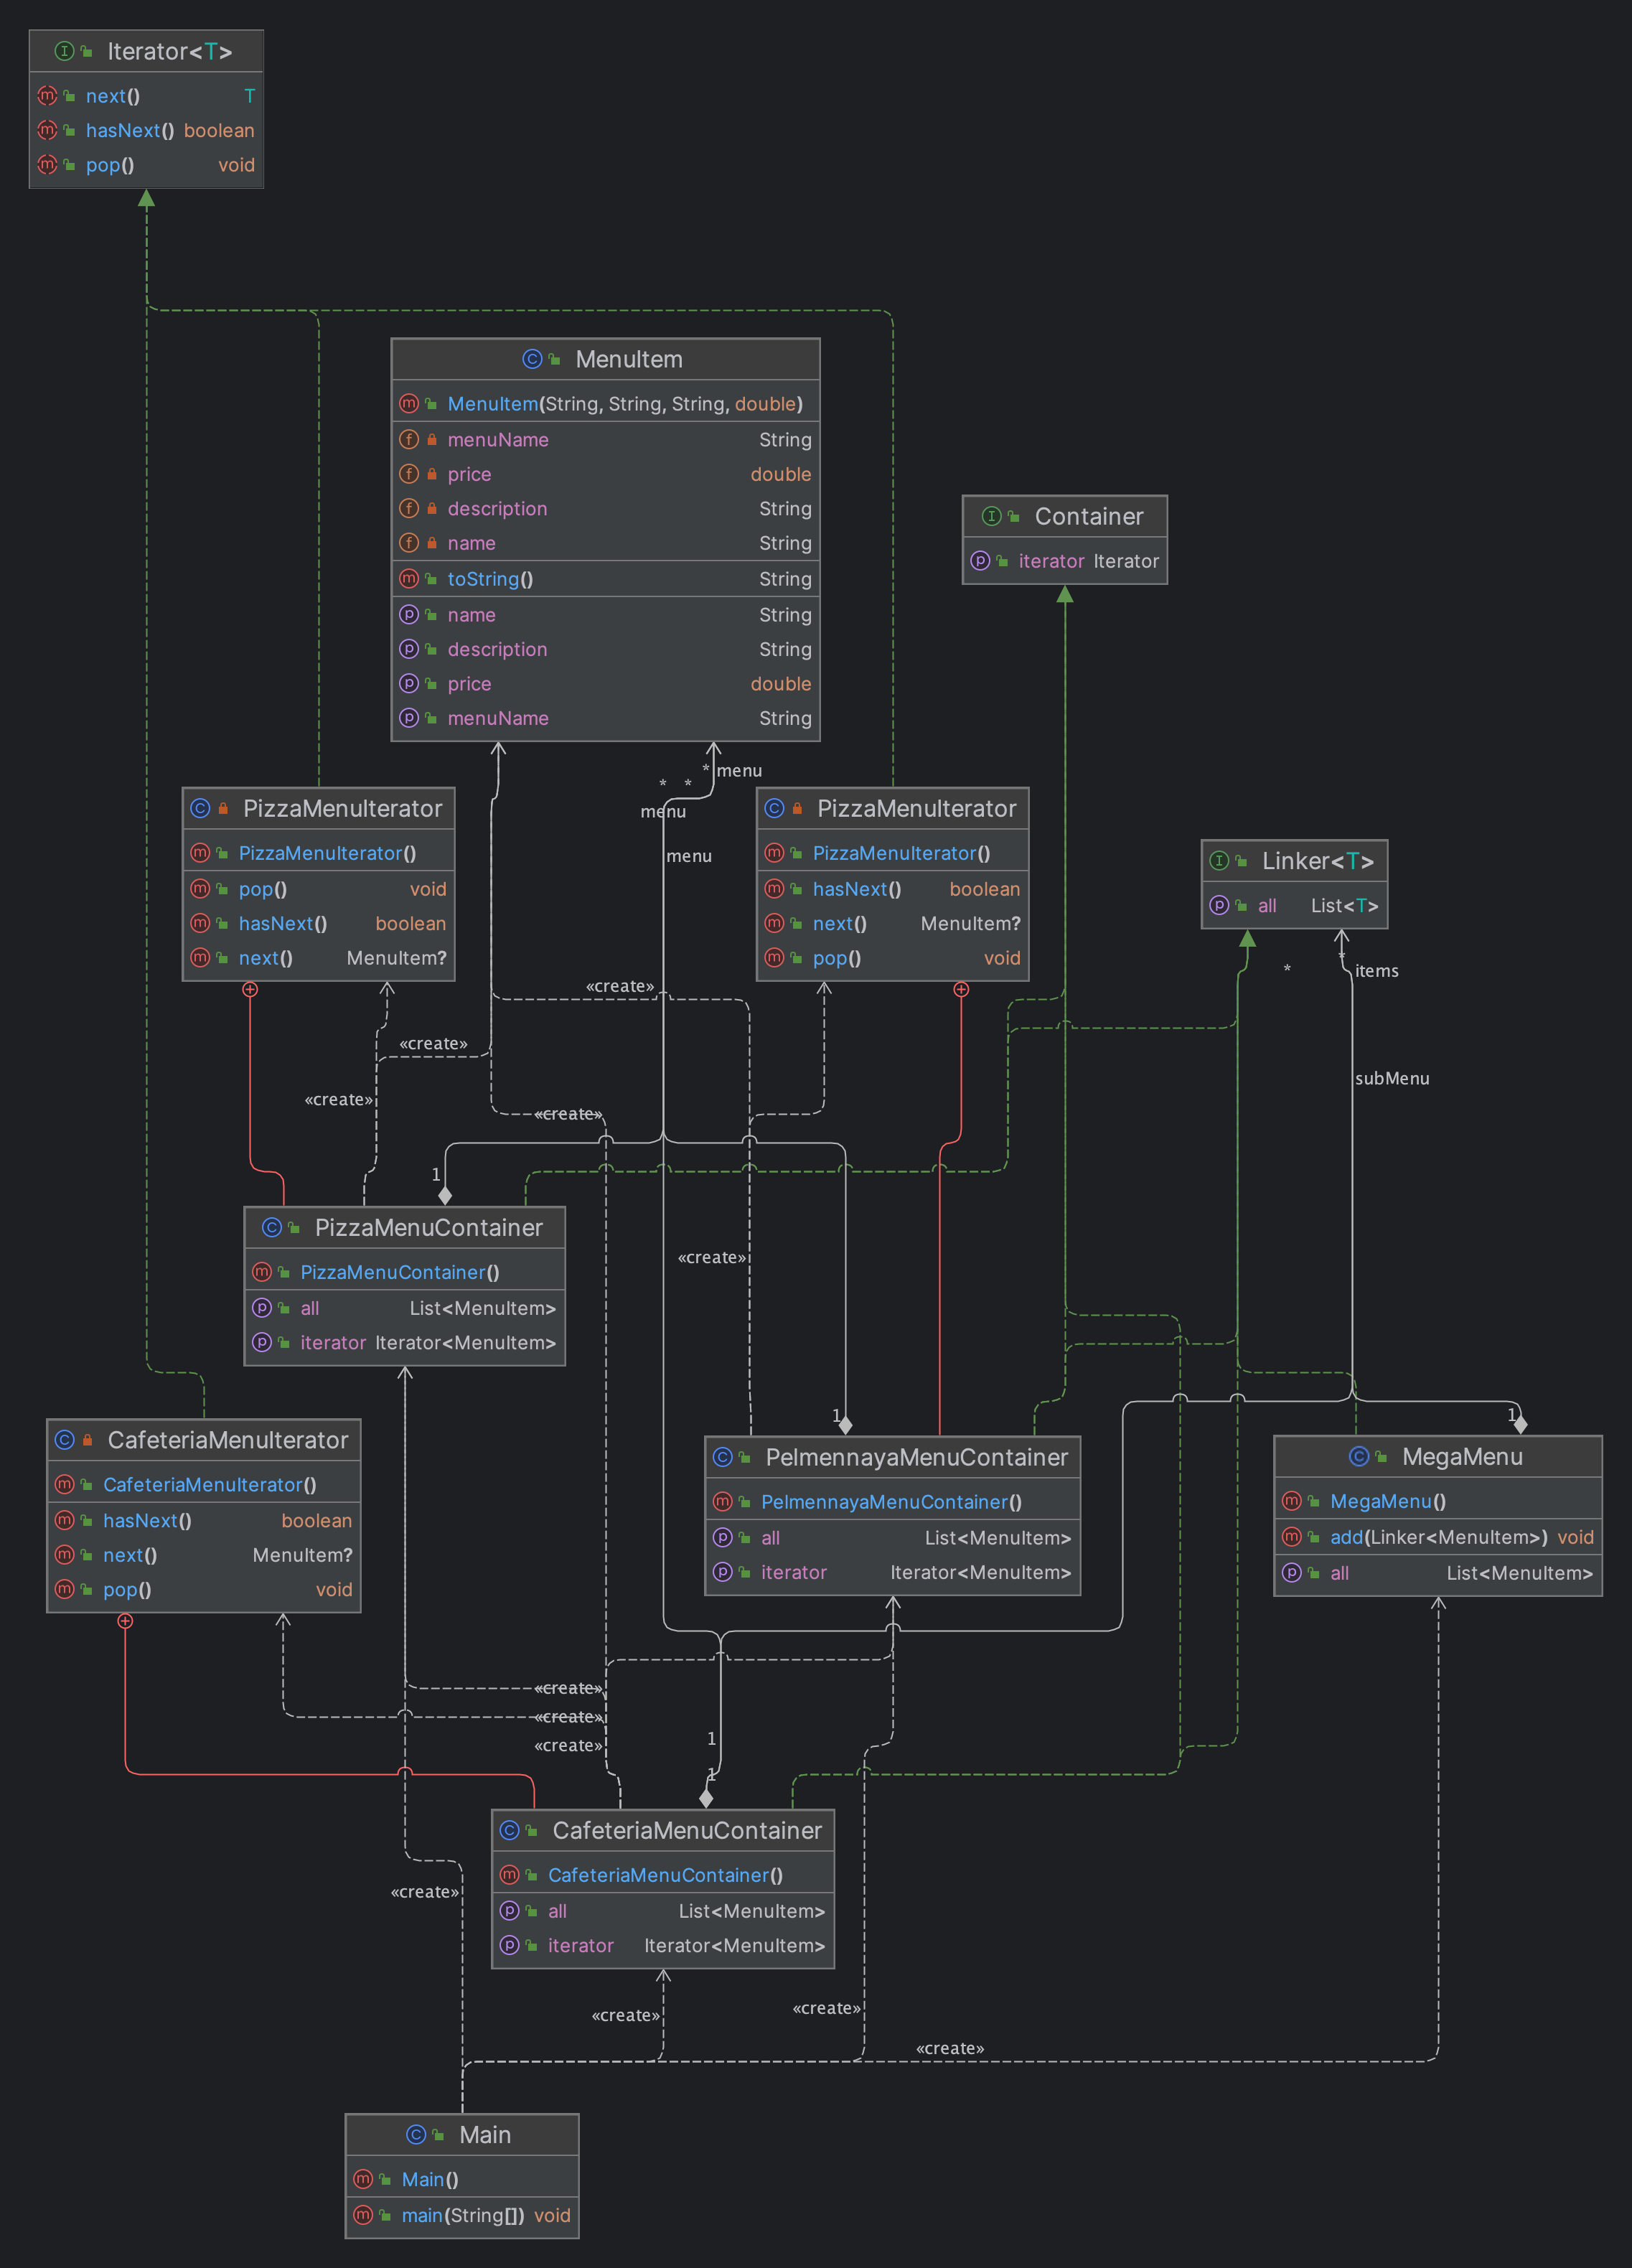 Iterator<T>
next() T
hasNext() boolean
pop() void
MenuItem
MenuItem(String, String, String, double)
menuName String
price double
description String
name String
toString() String
name String
description String
price double
menuName String
Container
iterator Iterator
* menu
* *
menu
menu
PizzaMenuIterator
PizzaMenuIterator()
pop() void
hasNext() boolean
next() MenuItem?
PizzaMenuIterator
PizzaMenuIterator()
hasNext() boolean
next() MenuItem?
pop() void
Linker<T>
all List<T>
* *
items
«create»
«create»
subMenu
«create»
«create»
1
PizzaMenuContainer
PizzaMenuContainer()
all List<MenuItem>
iterator Iterator<MenuItem>
«create»
1
1
CafeteriaMenuIterator
CafeteriaMenuIterator()
hasNext() boolean
next() MenuItem?
pop() void
PelmennayaMenuContainer
PelmennayaMenuContainer()
all List<MenuItem>
iterator Iterator<MenuItem>
MegaMenu
MegaMenu()
add(Linker<MenuItem>) void
all List<MenuItem>
«create»
«create»
«create»
1
1
CafeteriaMenuContainer
CafeteriaMenuContainer()
all List<MenuItem>
iterator Iterator<MenuItem>
«create»
«create»
«create»
«create»
Main
Main()
main(String[]) void